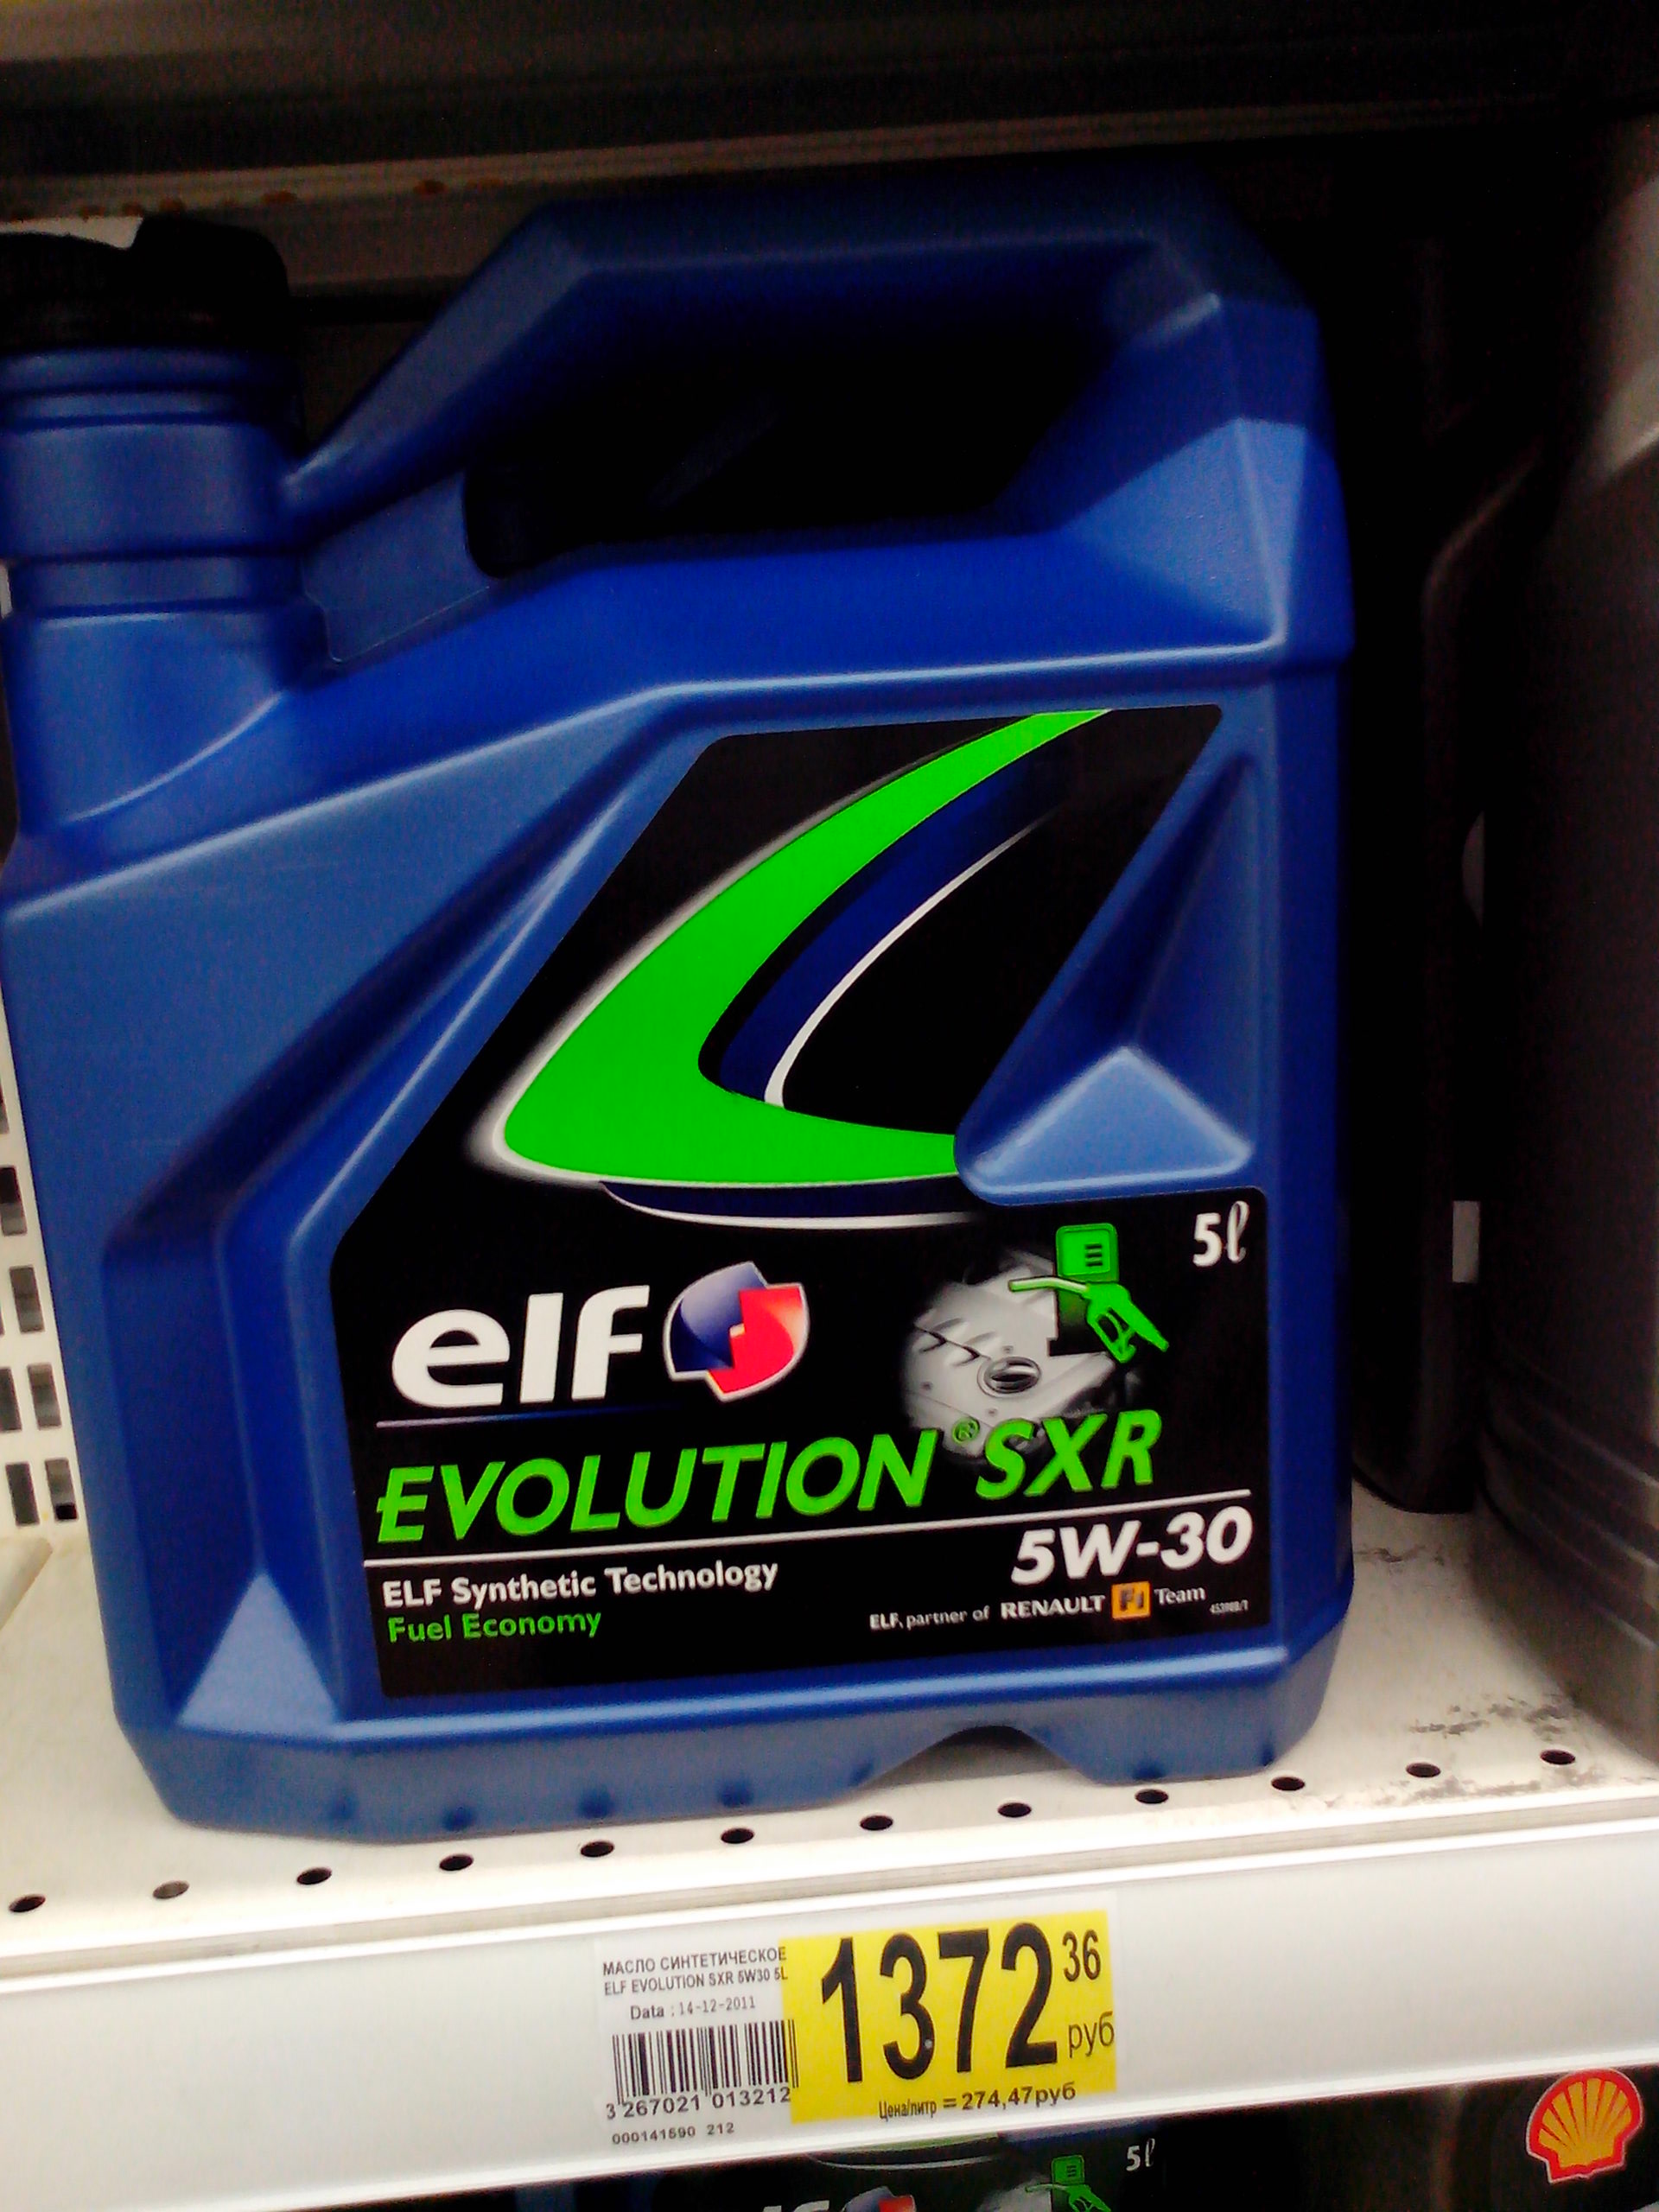 5ℓ
elf
EVOLUTION® SXR
5W-30
ELF Synthetic Technology
Fuel Economy
ELF, partner of RENAULT F1 Team
МАСЛО СИНТЕТИЧЕСКОЕ
ELF EVOLUTION SXR 5W30 5L
Data : 14-12-2011
3 267021 013212
000141590 212
1372 36
руб
Цена/литр = 274,47руб
5ℓ
elf